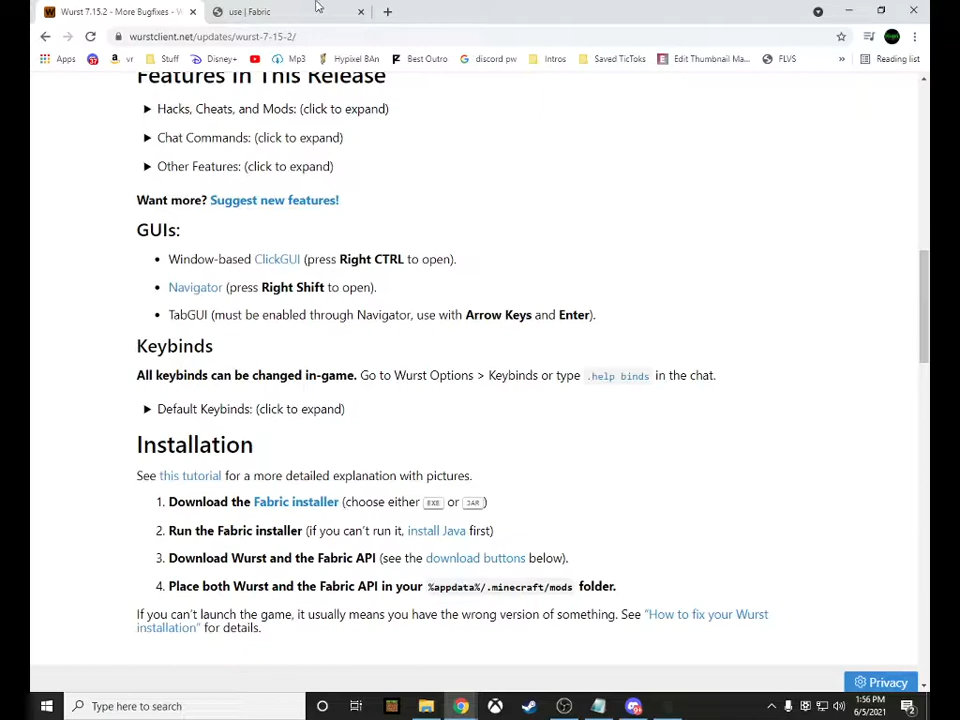 Wurst 7.15.2 - More Bugfixes - W
use | Fabric
wurstclient.net/updates/wurst-7-15-2/
Apps vr Stuff Disney+ Mp3 Hypixel BAn Best Outro discord pw Intros Saved TicToks Edit Thumbnail Ma... FLVS » Reading list
Features In This Release
Hacks, Cheats, and Mods: (click to expand)
Chat Commands: (click to expand)
Other Features: (click to expand)
Want more? Suggest new features!
GUIs:
• Window-based ClickGUI (press Right CTRL to open).
• Navigator (press Right Shift to open).
• TabGUI (must be enabled through Navigator, use with Arrow Keys and Enter).
Keybinds
All keybinds can be changed in-game. Go to Wurst Options > Keybinds or type .help binds in the chat.
Default Keybinds: (click to expand)
Installation
See this tutorial for a more detailed explanation with pictures.
1. Download the Fabric installer (choose either EXE or JAR)
2. Run the Fabric installer (if you can't run it, install Java first)
3. Download Wurst and the Fabric API (see the download buttons below).
4. Place both Wurst and the Fabric API in your %appdata%/.minecraft/mods folder.
If you can't launch the game, it usually means you have the wrong version of something. See "How to fix your Wurst
installation" for details.
Privacy
Type here to search
1:56 PM
6/5/2021